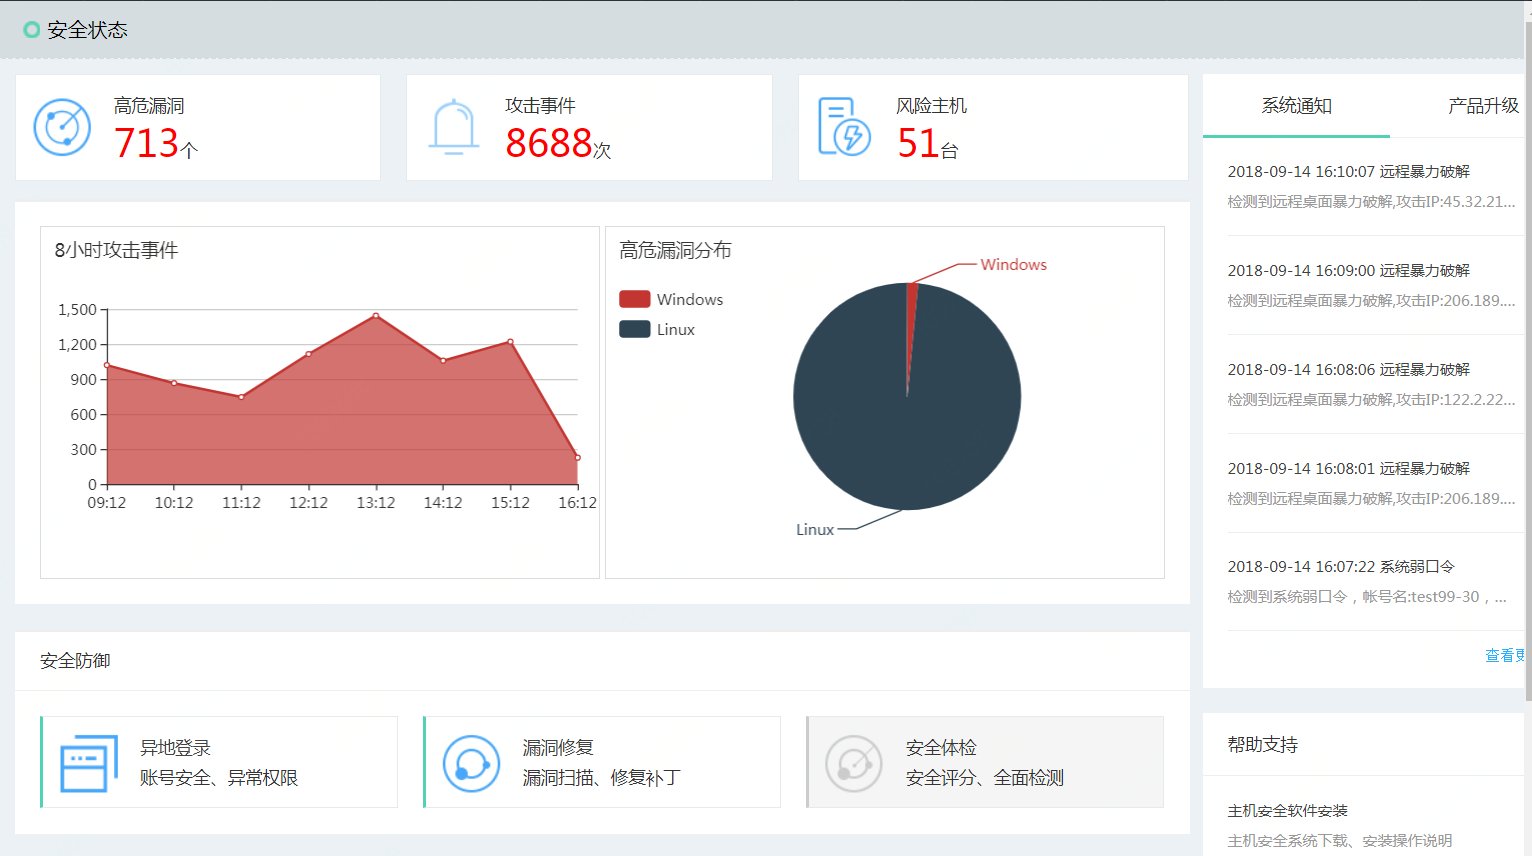 安全状态
高危漏洞
713个
攻击事件
8688次
风险主机
51台
8小时攻击事件
1,500
1,200
900
600
300
0
09:12 10:12 11:12 12:12 13:12 14:12 15:12 16:12
高危漏洞分布
Windows
Linux
Windows
Linux
安全防御
异地登录
账号安全、异常权限
漏洞修复
漏洞扫描、修复补丁
安全体检
安全评分、全面检测
系统通知 产品升级
2018-09-14 16:10:07 远程暴力破解
检测到远程桌面暴力破解,攻击IP:45.32.21...
2018-09-14 16:09:00 远程暴力破解
检测到远程桌面暴力破解,攻击IP:206.189....
2018-09-14 16:08:06 远程暴力破解
检测到远程桌面暴力破解,攻击IP:122.2.22...
2018-09-14 16:08:01 远程暴力破解
检测到远程桌面暴力破解,攻击IP:206.189....
2018-09-14 16:07:22 系统弱口令
检测到系统弱口令，帐号名:test99-30，...
查看更
帮助支持
主机安全软件安装
主机安全系统下载、安装操作说明